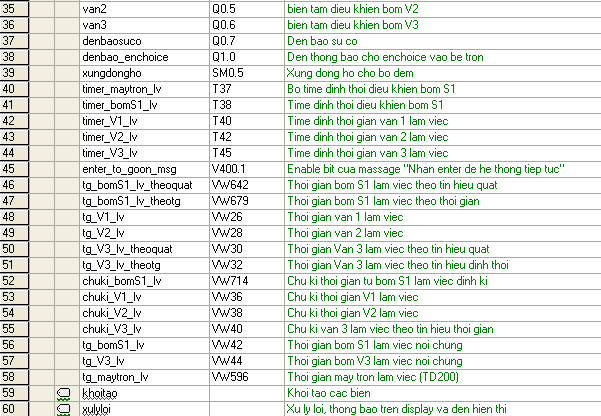 35 van2 Q0.5 bien tam dieu khien bom V2
36 van3 Q0.6 bien tam dieu khien bom V3
37 denbaosuco Q0.7 Den bao su co
38 denbao_enchoice Q1.0 Den thong bao cho enchoice vao be tron
39 xungdongho SM0.5 Xung dong ho cho bo dem
40 timer_maytron_lv T37 Bo time dinh thoi dieu khien bom S1
41 timer_bomS1_lv T38 Time dinh thoi dieu khien bom S1
42 timer_V1_lv T40 Time dinh thoi gian van 1 lam viec
43 timer_V2_lv T42 Time dinh thoi gian van 2 lam viec
44 timer_V3_lv T45 Time dinh thoi gian van 3 lam viec
45 enter_to_goon_msg V400.1 Enable bit cua massage "Nhan enter de he thong tiep tuc"
46 tg_bomS1_lv_theoquat VW642 Thoi gian bom S1 lam viec theo tin hieu quat
47 tg_bomS1_lv_theotg VW679 Thoi gian bom S1 lam viec theo thoi gian
48 tg_V1_lv VW26 Thoi gian van 1 lam viec
49 tg_V2_lv VW28 Thoi gian van 2 lam viec
50 tg_V3_lv_theoquat VW30 Thoi gian Van 3 lam viec theo tin hieu quat
51 tg_V3_lv_theotg VW32 Thoi gian Van 3 lam viec theo tin hieu dinh thoi
52 chuki_bomS1_lv VW714 Chu ki thoi gian tu bom S1 lam viec dinh ki
53 chuki_V1_lv VW36 Chu ki thoi gian V1 lam viec
54 chuki_V2_lv VW38 Chu ki thoi gian V2 lam viec
55 chuki_V3_lv VW40 Chu ki van 3 lam viec theo tin hieu thoi gian
56 tg_bomS1_lv VW42 Thoi gian bom S1 lam viec noi chung
57 tg_V3_lv VW44 Thoi gian bom V3 lam viec noi chung
58 tg_maytron_lv VW596 Thoi gian may tron lam viec (TD200)
59 khoitao Khoi tao cac bien
60 xulyloi Xu ly loi, thong bao tren display va den hien thi